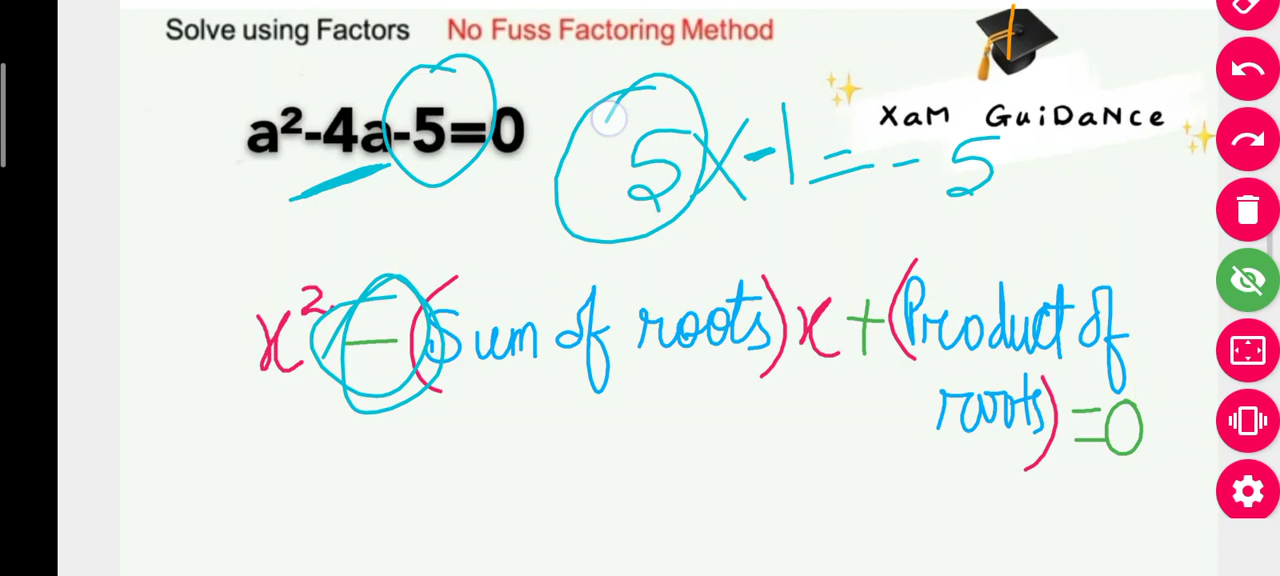 Solve using Factors No Fuss Factoring Method
XaM GuiDaNce
a²-4a-5=0
5x-1=-5
x²-(Sum of roots)x+(Product of
roots)=0